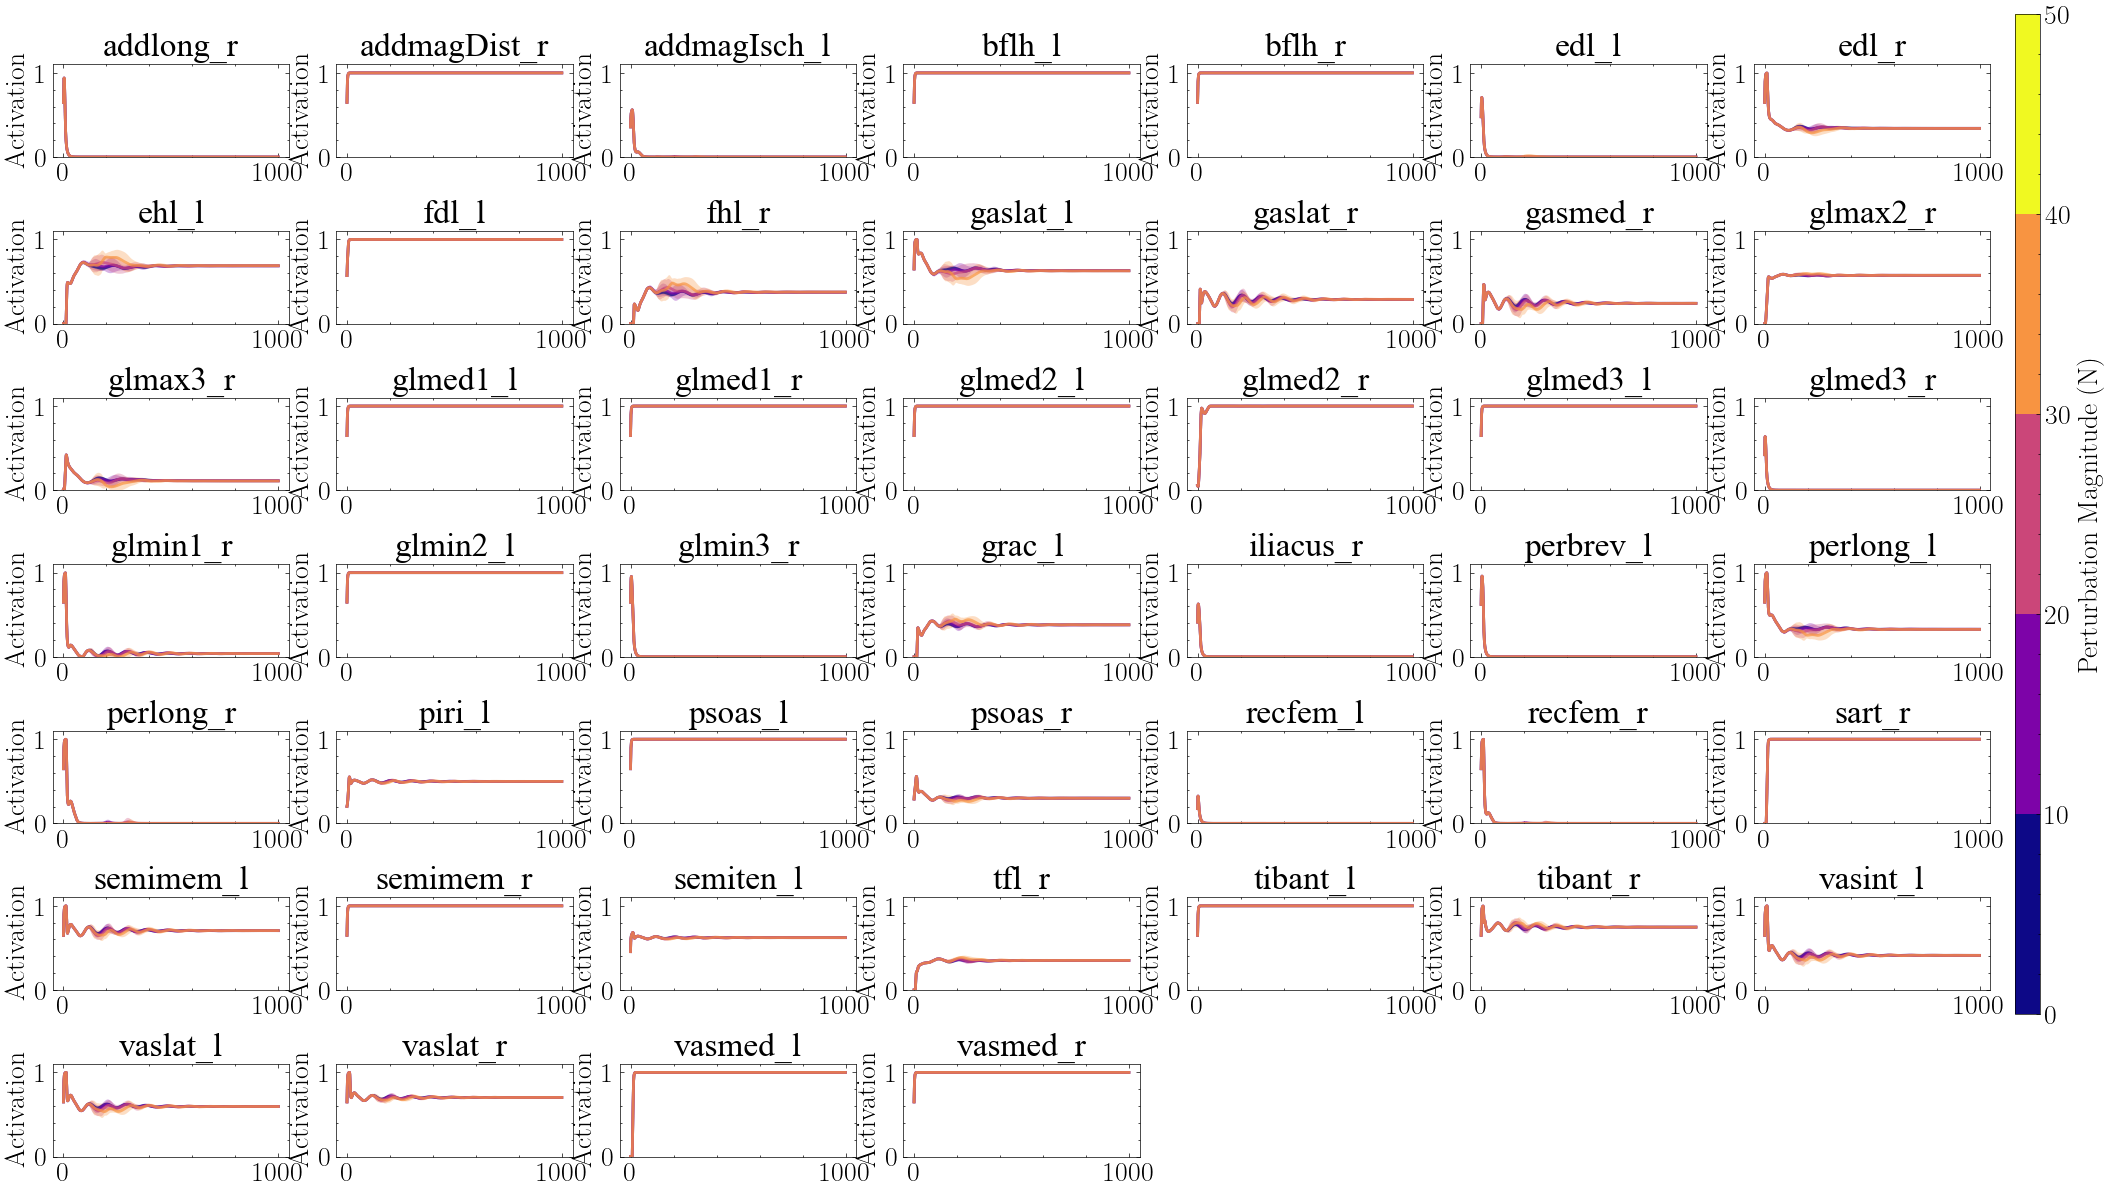 addlong_r addmagDist_r addmagIsch_l bflh_l bflh_r edl_l edl_r
Activation 1 0 0 1000 Activation 1 0 0 1000 Activation 1 0 0 1000 Activation 1 0 0 1000 Activation 1 0 0 1000 Activation 1 0 0 1000 Activation 1 0 0 1000
ehl_l fdl_l fhl_r gaslat_l gaslat_r gasmed_r glmax2_r
Activation 1 0 0 1000 Activation 1 0 0 1000 Activation 1 0 0 1000 Activation 1 0 0 1000 Activation 1 0 0 1000 Activation 1 0 0 1000 Activation 1 0 0 1000
glmax3_r glmed1_l glmed1_r glmed2_l glmed2_r glmed3_l glmed3_r
Activation 1 0 0 1000 Activation 1 0 0 1000 Activation 1 0 0 1000 Activation 1 0 0 1000 Activation 1 0 0 1000 Activation 1 0 0 1000 Activation 1 0 0 1000
glmin1_r glmin2_l glmin3_r grac_l iliacus_r perbrev_l perlong_l
Activation 1 0 0 1000 Activation 1 0 0 1000 Activation 1 0 0 1000 Activation 1 0 0 1000 Activation 1 0 0 1000 Activation 1 0 0 1000 Activation 1 0 0 1000
perlong_r piri_l psoas_l psoas_r recfem_l recfem_r sart_r
Activation 1 0 0 1000 Activation 1 0 0 1000 Activation 1 0 0 1000 Activation 1 0 0 1000 Activation 1 0 0 1000 Activation 1 0 0 1000 Activation 1 0 0 1000
semimem_l semimem_r semiten_l tfl_r tibant_l tibant_r vasint_l
Activation 1 0 0 1000 Activation 1 0 0 1000 Activation 1 0 0 1000 Activation 1 0 0 1000 Activation 1 0 0 1000 Activation 1 0 0 1000 Activation 1 0 0 1000
vaslat_l vaslat_r vasmed_l vasmed_r
Activation 1 0 0 1000 Activation 1 0 0 1000 Activation 1 0 0 1000 Activation 1 0 0 1000
50
40
30
20
10
0
Perturbation Magnitude (N)